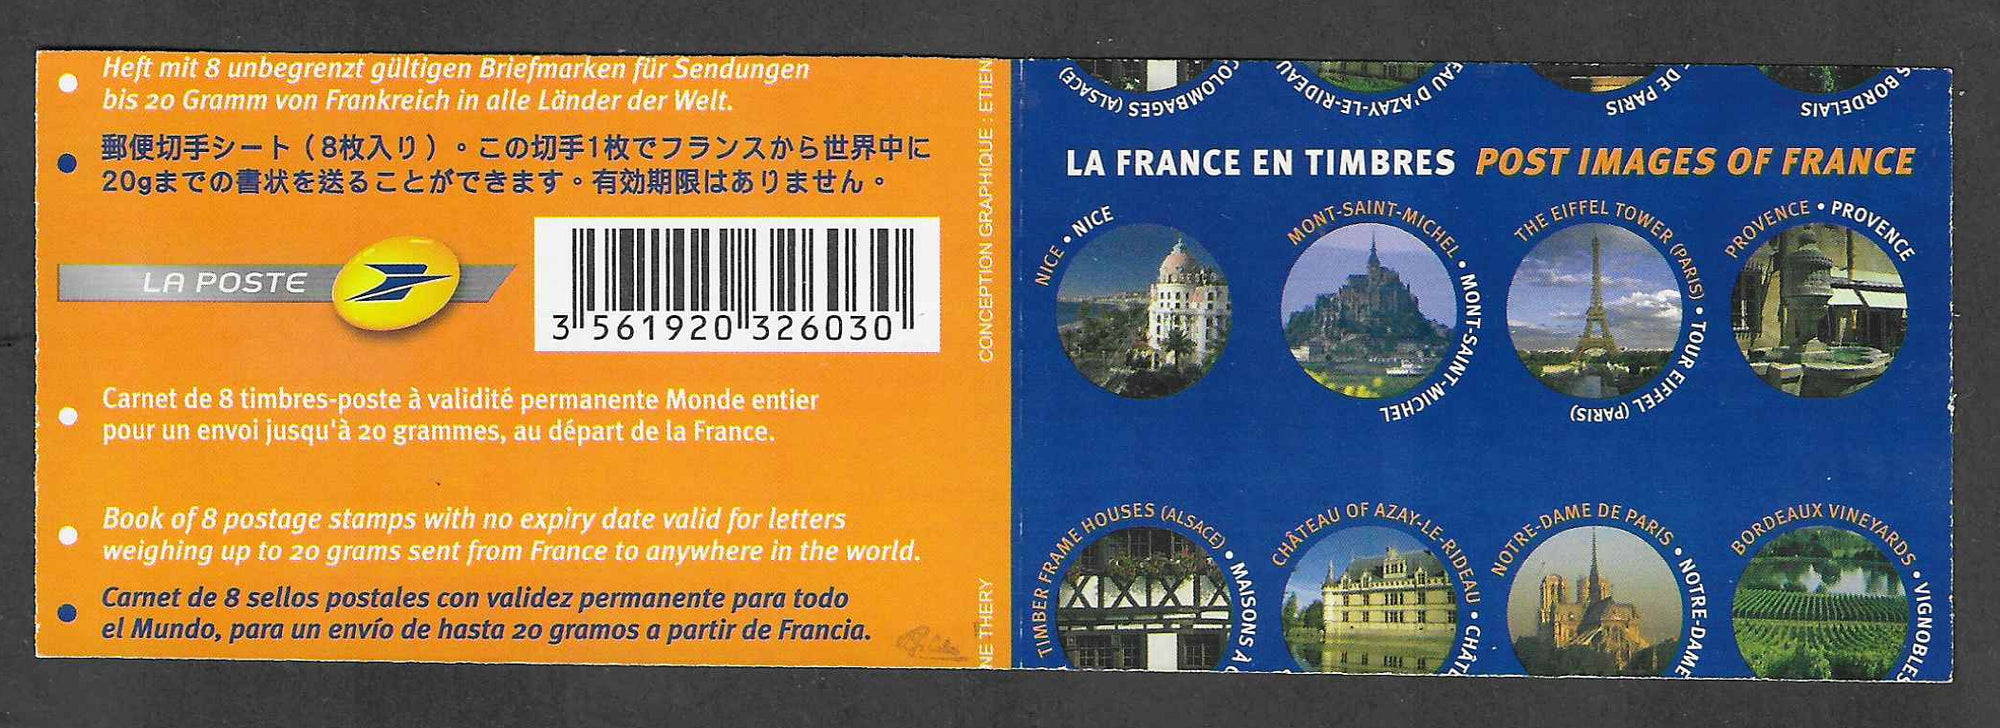 Heft mit 8 unbegrenzt gültigen Briefmarken für Sendungen
bis 20 Gramm von Frankreich in alle Länder der Welt.
郵便切手シート（8枚入り）。この切手1枚でフランスから世界中に
20gまでの書状を送ることができます。有効期限はありません。
LA POSTE
3 561920 326030
Carnet de 8 timbres-poste à validité permanente Monde entier
pour un envoi jusqu'à 20 grammes, au départ de la France.
Book of 8 postage stamps with no expiry date valid for letters
weighing up to 20 grams sent from France to anywhere in the world.
Carnet de 8 sellos postales con validez permanente para todo
el Mundo, para un envío de hasta 20 gramos a partir de Francia.
CONCEPTION GRAPHIQUE : ETIEN
NE THERY
COLOMBAGES (ALSACE)
EAU D'AZAY-LE-RIDEAU
DE PARIS
BORDELAIS
LA FRANCE EN TIMBRES POST IMAGES OF FRANCE
NICE • NICE
MONT-SAINT-MICHEL • MONT-SAINT-MICHEL
THE EIFFEL TOWER (PARIS) • TOUR EIFFEL (PARIS)
PROVENCE • PROVENCE
TIMBER FRAME HOUSES (ALSACE) • MAISONS À
CHÂTEAU OF AZAY-LE-RIDEAU • CHÂT
NOTRE-DAME DE PARIS • NOTRE-DAME
BORDEAUX VINEYARDS • VIGNOBLES